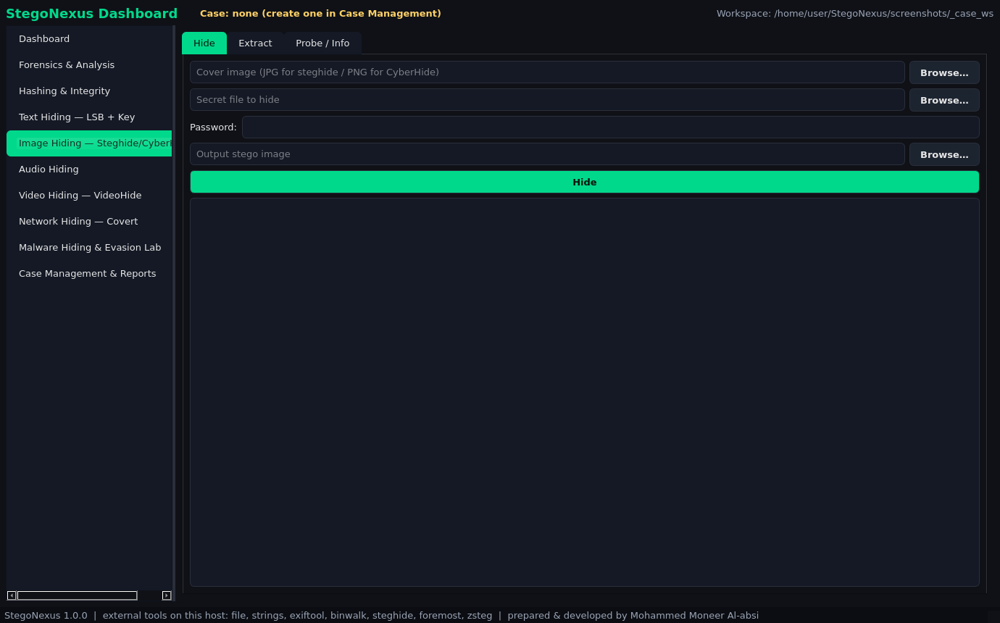 StegoNexus Dashboard
Case: none (create one in Case Management)
Workspace: /home/user/StegoNexus/screenshots/_case_ws
Dashboard
Forensics & Analysis
Hashing & Integrity
Text Hiding — LSB + Key
Image Hiding — Steghide/Cyber
Audio Hiding
Video Hiding — VideoHide
Network Hiding — Covert
Malware Hiding & Evasion Lab
Case Management & Reports
Hide
Extract
Probe / Info
Cover image (JPG for steghide / PNG for CyberHide)
Browse...
Secret file to hide
Browse...
Password:
Output stego image
Browse...
Hide
StegoNexus 1.0.0 | external tools on this host: file, strings, exiftool, binwalk, steghide, foremost, zsteg | prepared & developed by Mohammed Moneer Al-absi